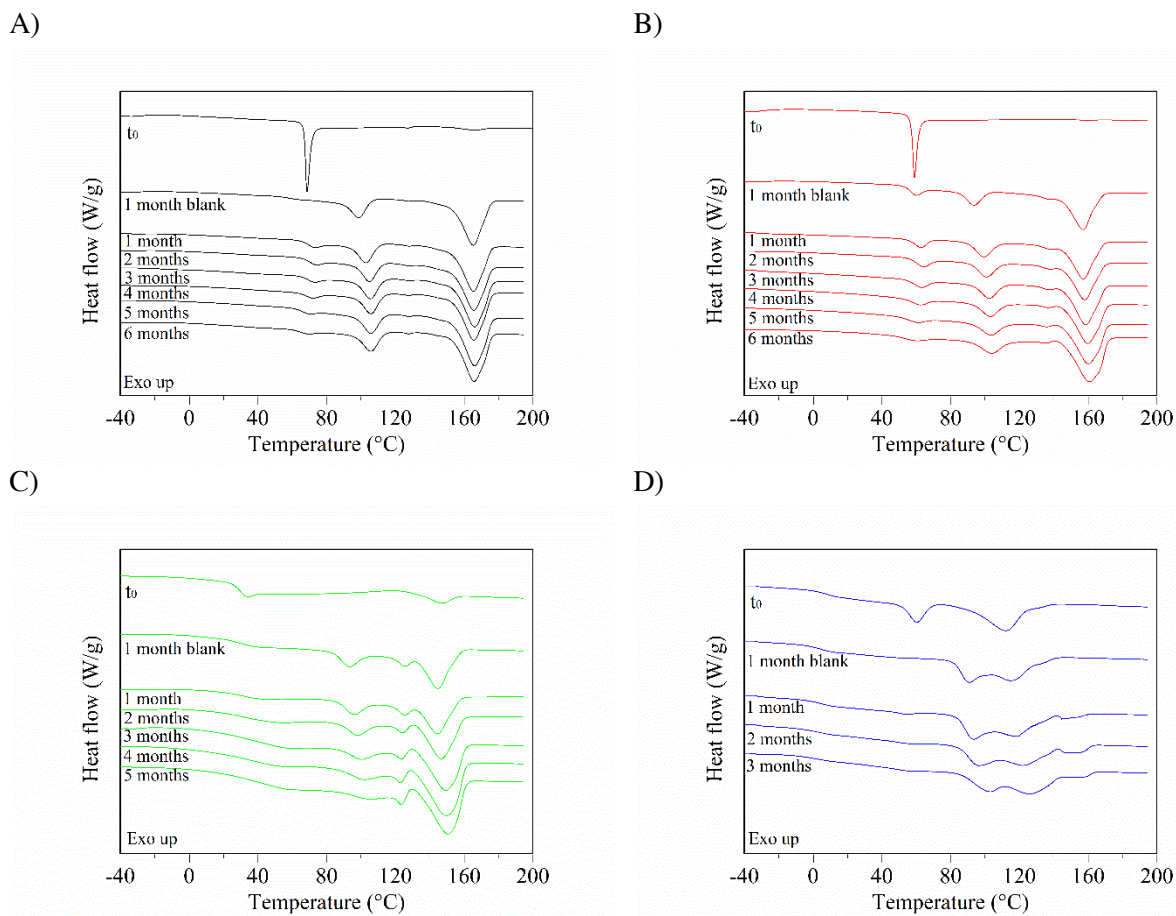 A)
t0
1 month blank
1 month
2 months
3 months
4 months
5 months
6 months
Exo up
Heat flow (W/g)
-40 0 40 80 120 160 200
Temperature (°C)
B)
t0
1 month blank
1 month
2 months
3 months
4 months
5 months
6 months
Exo up
Heat flow (W/g)
-40 0 40 80 120 160 200
Temperature (°C)
C)
t0
1 month blank
1 month
2 months
3 months
4 months
5 months
Exo up
Heat flow (W/g)
-40 0 40 80 120 160 200
Temperature (°C)
D)
t0
1 month blank
1 month
2 months
3 months
Exo up
Heat flow (W/g)
-40 0 40 80 120 160 200
Temperature (°C)